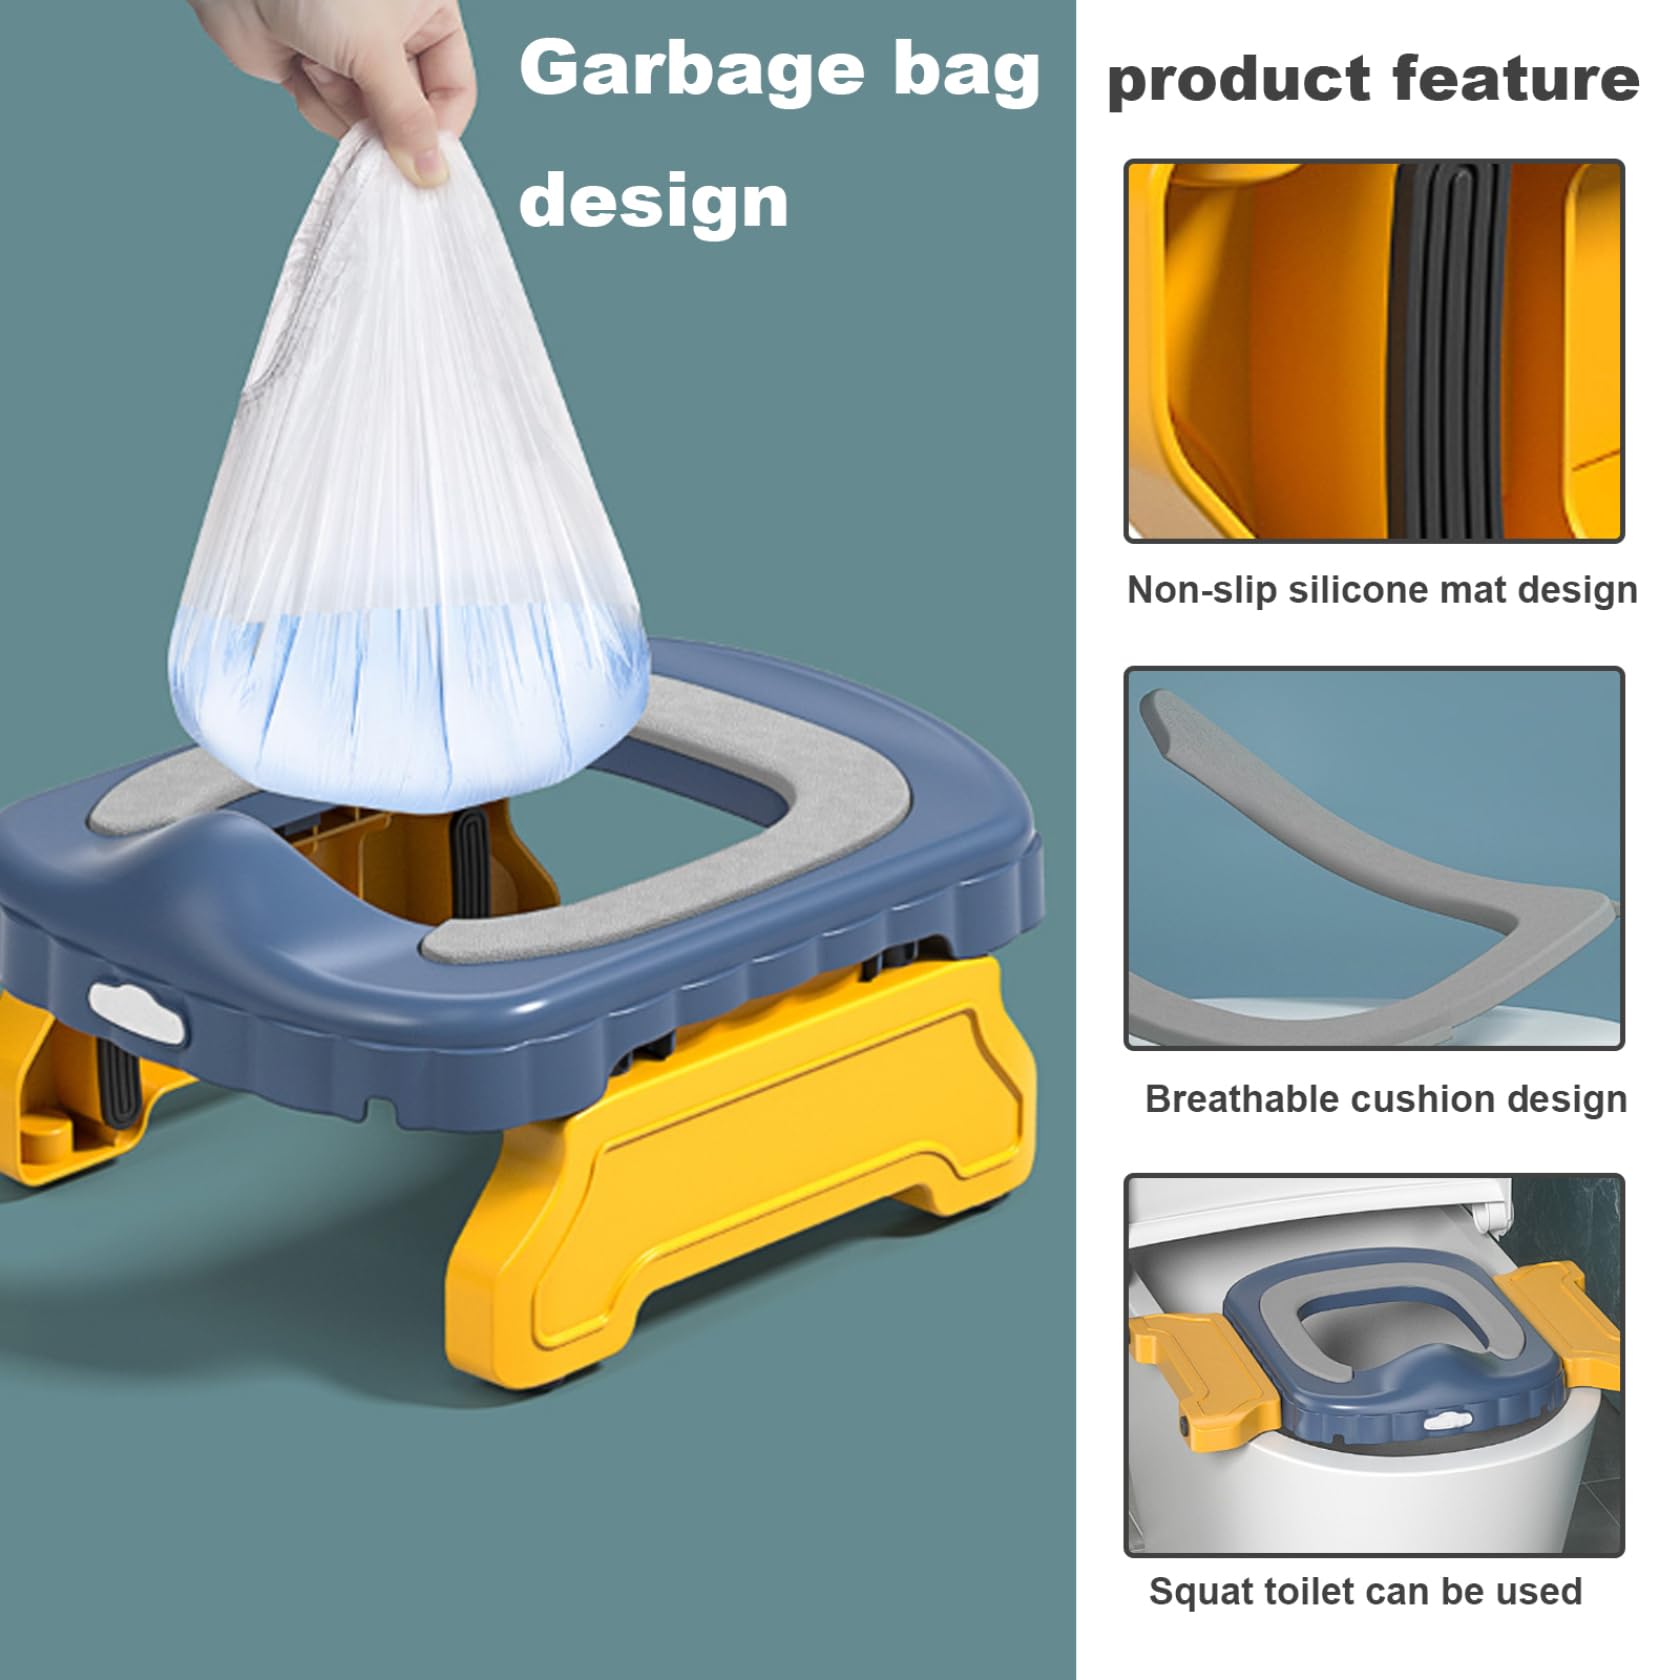 Garbage bag
design
product feature
Non-slip silicone mat design
Breathable cushion design
Squat toilet can be used